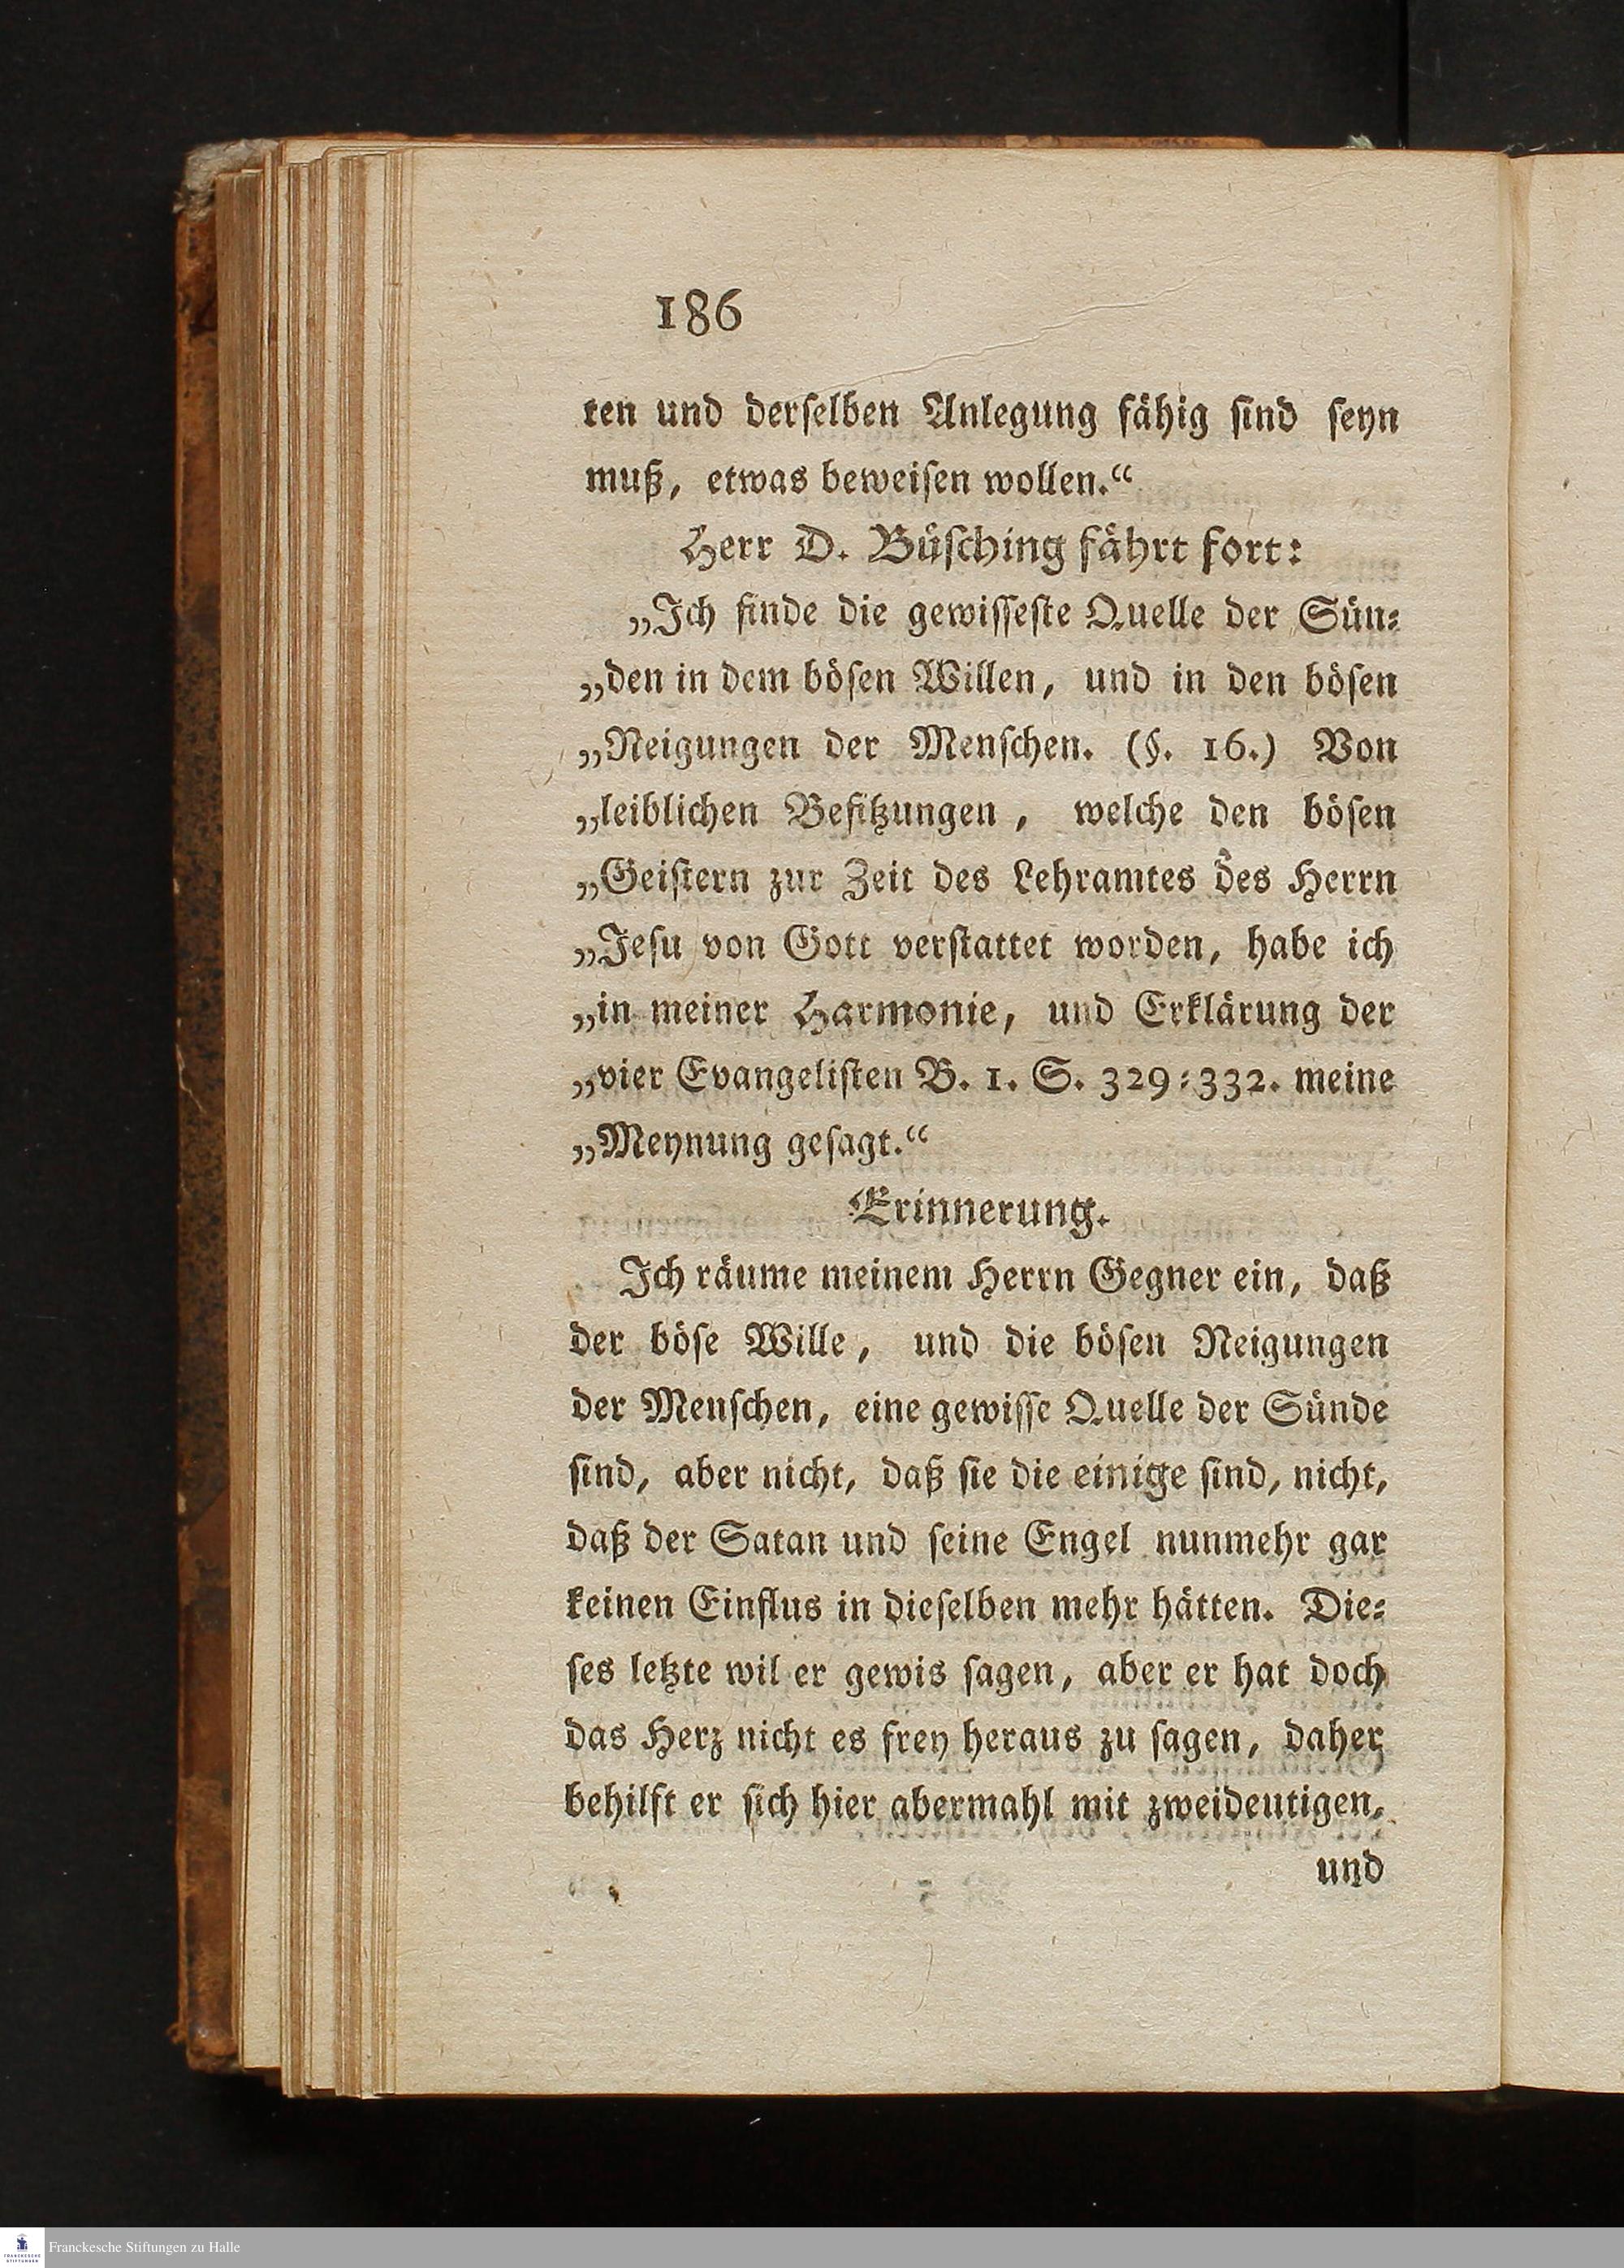 186
ten und derſelben Anlegung fähig ſind ſeyn
muß, etwas beweiſen wollen.“
Herr D. Büſching fährt fort:
„Ich finde die gewiſſeſte Quelle der Sün⸗
„den in dem böſen Willen, und in den böſen
„Neigungen der Menſchen. (§. 16.) Von
„leiblichen Beſitzungen, welche den böſen
„Geiſtern zur Zeit des Lehramtes des Herrn
„Jeſu von Gott verſtattet worden, habe ich
„in meiner Harmonie, und Erklärung der
„vier Evangeliſten B. 1. S. 329⸗332. meine
„Meynung geſagt.“
Erinnerung.
Ich räume meinem Herrn Gegner ein, daß
der böſe Wille, und die böſen Neigungen
der Menſchen, eine gewiſſe Quelle der Sünde
ſind, aber nicht, daß ſie die einige ſind, nicht,
daß der Satan und ſeine Engel nunmehr gar
keinen Einflus in dieſelben mehr hätten. Die⸗
ſes letzte wil er gewis ſagen, aber er hat doch
das Herz nicht es frey heraus zu ſagen, daher
behilft er ſich hier abermahl mit zweideutigen,
und
FRANCKESCHE
STIFTUNGEN
Franckesche Stiftungen zu Halle